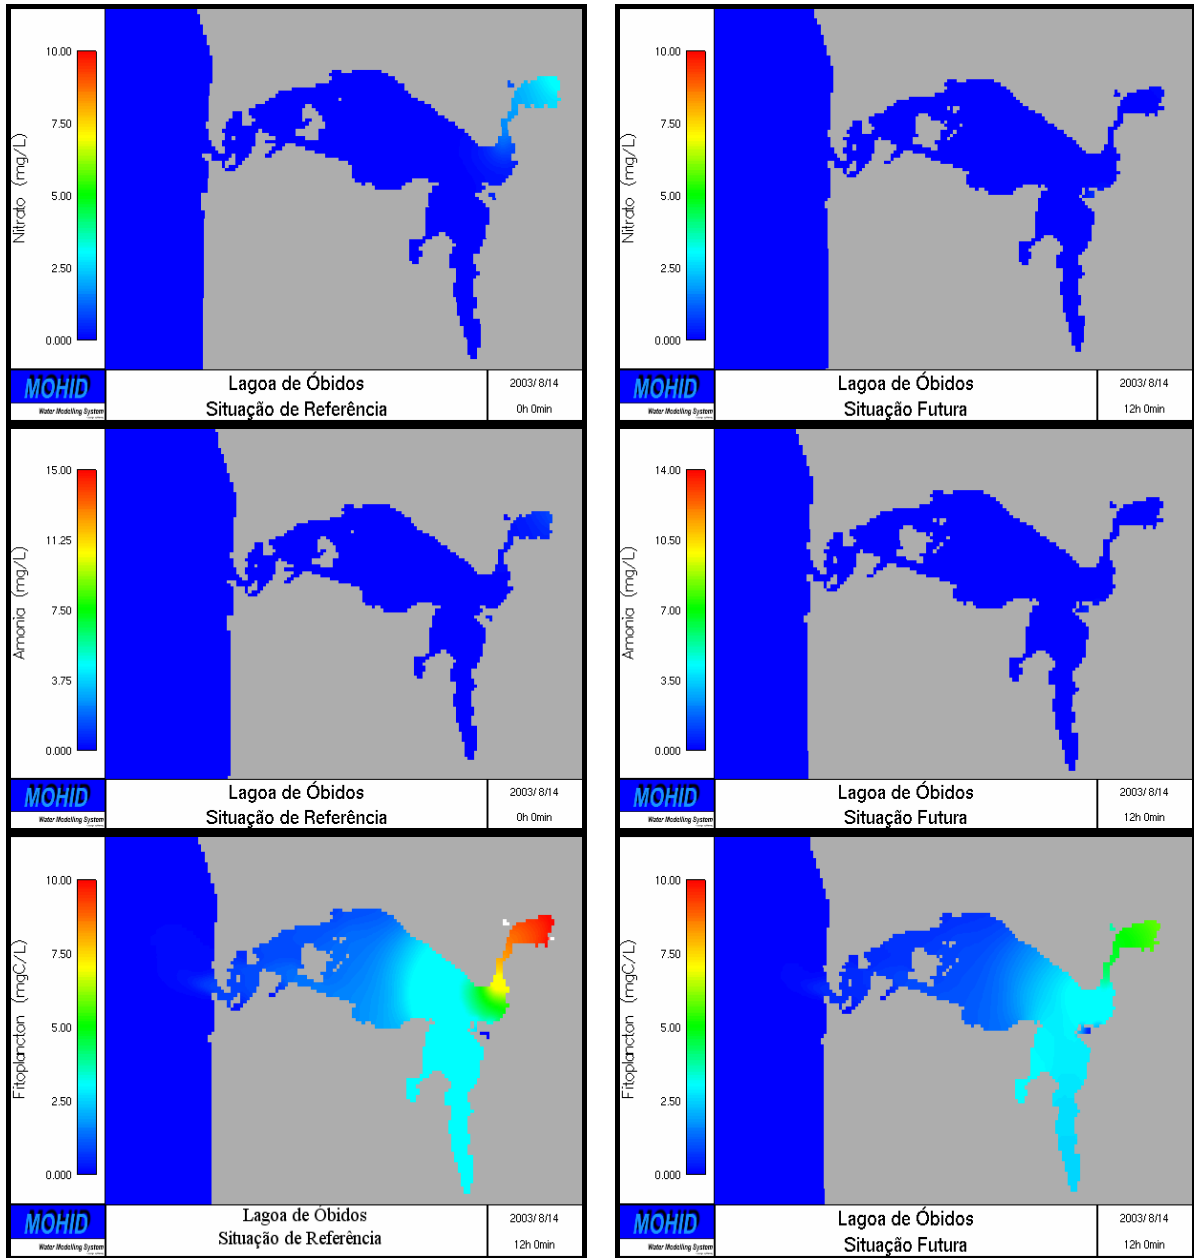 10.00
7.50
5.00
2.50
0.000
Nitrato (mg/L)
MOHID
Water Modelling System
Lagoa de Óbidos
Situação de Referência
2003/ 8/14
0h 0min
10.00
7.50
5.00
2.50
0.000
Nitrato (mg/L)
MOHID
Water Modelling System
Lagoa de Óbidos
Situação Futura
2003/ 8/14
12h 0min
15.00
11.25
7.50
3.75
0.000
Amonia (mg/L)
MOHID
Water Modelling System
Lagoa de Óbidos
Situação de Referência
2003/ 8/14
0h 0min
14.00
10.50
7.00
3.50
0.000
Amonia (mg/L)
MOHID
Water Modelling System
Lagoa de Óbidos
Situação Futura
2003/ 8/14
12h 0min
10.00
7.50
5.00
2.50
0.000
Fitoplancton (mgC/L)
MOHID
Water Modelling System
Lagoa de Óbidos
Situação de Referência
2003/ 8/14
12h 0min
10.00
7.50
5.00
2.50
0.000
Fitoplancton (mgC/L)
MOHID
Water Modelling System
Lagoa de Óbidos
Situação Futura
2003/ 8/14
12h 0min